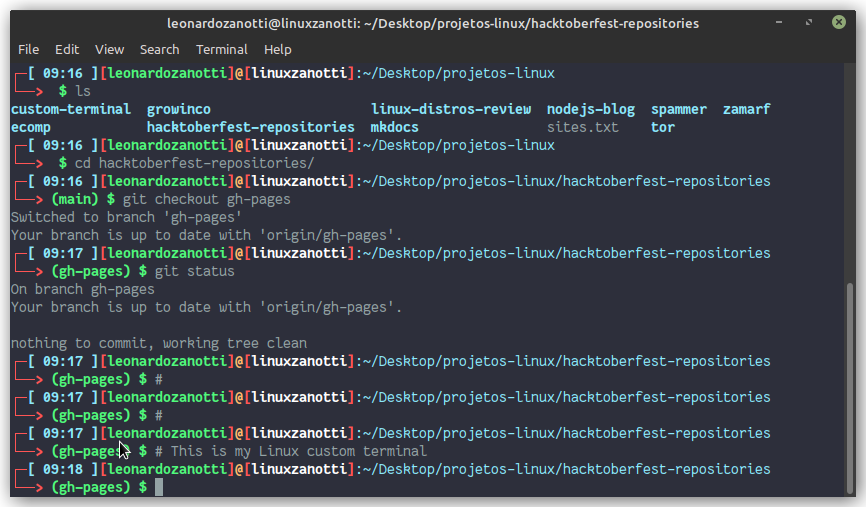 leonardozanotti@linuxzanotti: ~/Desktop/projetos-linux/hacktoberfest-repositories
File Edit View Search Terminal Help
┌─[ 09:16 ][leonardozanotti]@[linuxzanotti]:~/Desktop/projetos-linux
└──> $ ls
custom-terminal growinco linux-distros-review nodejs-blog spammer zamarf
ecomp hacktoberfest-repositories mkdocs sites.txt tor
┌─[ 09:16 ][leonardozanotti]@[linuxzanotti]:~/Desktop/projetos-linux
└──> $ cd hacktoberfest-repositories/
┌─[ 09:16 ][leonardozanotti]@[linuxzanotti]:~/Desktop/projetos-linux/hacktoberfest-repositories
└──> (main) $ git checkout gh-pages
Switched to branch 'gh-pages'
Your branch is up to date with 'origin/gh-pages'.
┌─[ 09:17 ][leonardozanotti]@[linuxzanotti]:~/Desktop/projetos-linux/hacktoberfest-repositories
└──> (gh-pages) $ git status
On branch gh-pages
Your branch is up to date with 'origin/gh-pages'.
nothing to commit, working tree clean
┌─[ 09:17 ][leonardozanotti]@[linuxzanotti]:~/Desktop/projetos-linux/hacktoberfest-repositories
└──> (gh-pages) $ #
┌─[ 09:17 ][leonardozanotti]@[linuxzanotti]:~/Desktop/projetos-linux/hacktoberfest-repositories
└──> (gh-pages) $ #
┌─[ 09:17 ][leonardozanotti]@[linuxzanotti]:~/Desktop/projetos-linux/hacktoberfest-repositories
└──> (gh-pages) $ # This is my Linux custom terminal
┌─[ 09:18 ][leonardozanotti]@[linuxzanotti]:~/Desktop/projetos-linux/hacktoberfest-repositories
└──> (gh-pages) $